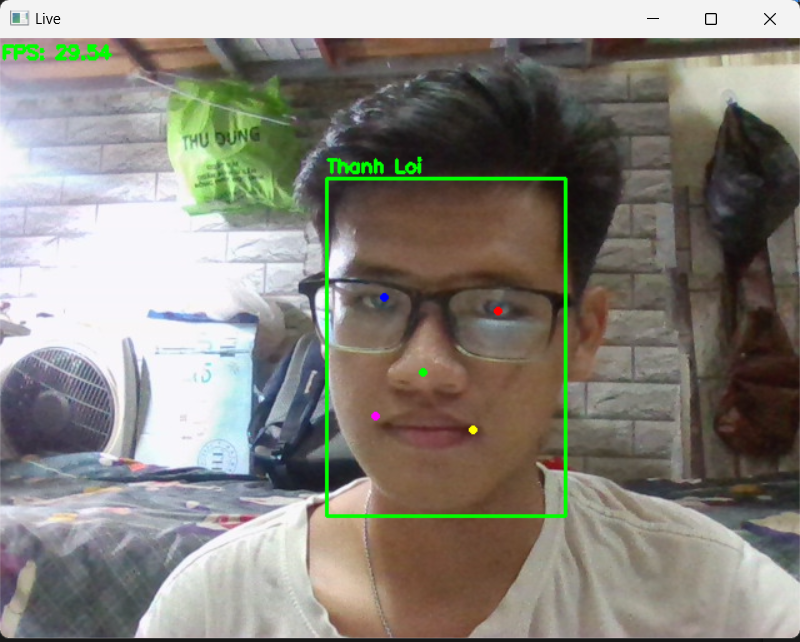 Live
FPS: 29.54
THU DUNG
Thanh Loi